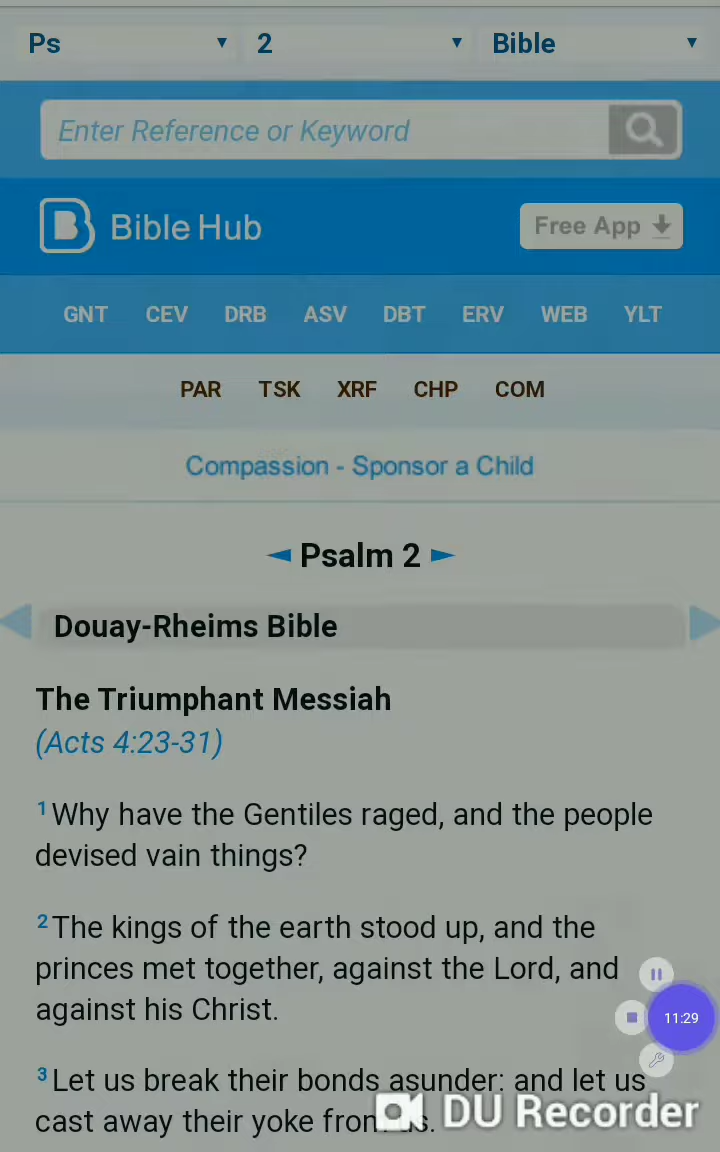 Ps 2 Bible
Enter Reference or Keyword
Bible Hub Free App
GNT CEV DRB ASV DBT ERV WEB YLT
PAR TSK XRF CHP COM
Compassion - Sponsor a Child
Psalm 2
Douay-Rheims Bible
The Triumphant Messiah
(Acts 4:23-31)
1 Why have the Gentiles raged, and the people
devised vain things?
2 The kings of the earth stood up, and the
princes met together, against the Lord, and
against his Christ.
11:29
3 Let us break their bonds asunder: and let us
cast away their yoke from us.
DU Recorder